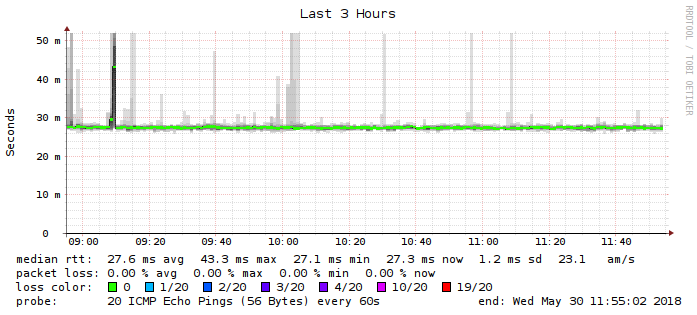 Last 3 Hours
RRDTOOL / TOBI OETIKER
Seconds
50 m
40 m
30 m
20 m
10 m
0
09:00 09:20 09:40 10:00 10:20 10:40 11:00 11:20 11:40
median rtt: 27.6 ms avg 43.3 ms max 27.1 ms min 27.3 ms now 1.2 ms sd 23.1 am/s
packet loss: 0.00 % avg 0.00 % max 0.00 % min 0.00 % now
loss color: 0 1/20 2/20 3/20 4/20 10/20 19/20
probe: 20 ICMP Echo Pings (56 Bytes) every 60s end: Wed May 30 11:55:02 2018